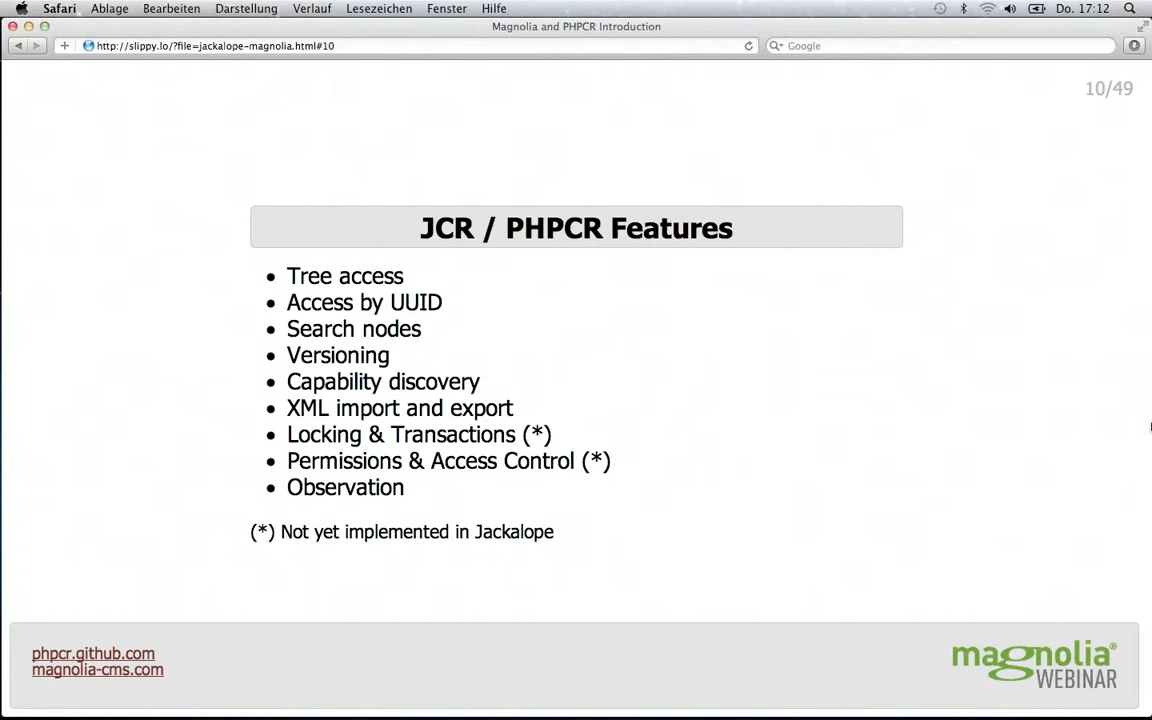 Safari Ablage Bearbeiten Darstellung Verlauf Lesezeichen Fenster Hilfe Do. 17:12
Magnolia and PHPCR Introduction
http://slippy.lo/?file=jackalope-magnolia.html#10 Google
10/49
JCR / PHPCR Features
• Tree access
• Access by UUID
• Search nodes
• Versioning
• Capability discovery
• XML import and export
• Locking & Transactions (*)
• Permissions & Access Control (*)
• Observation
(*) Not yet implemented in Jackalope
phpcr.github.com
magnolia-cms.com
magnolia®
WEBINAR